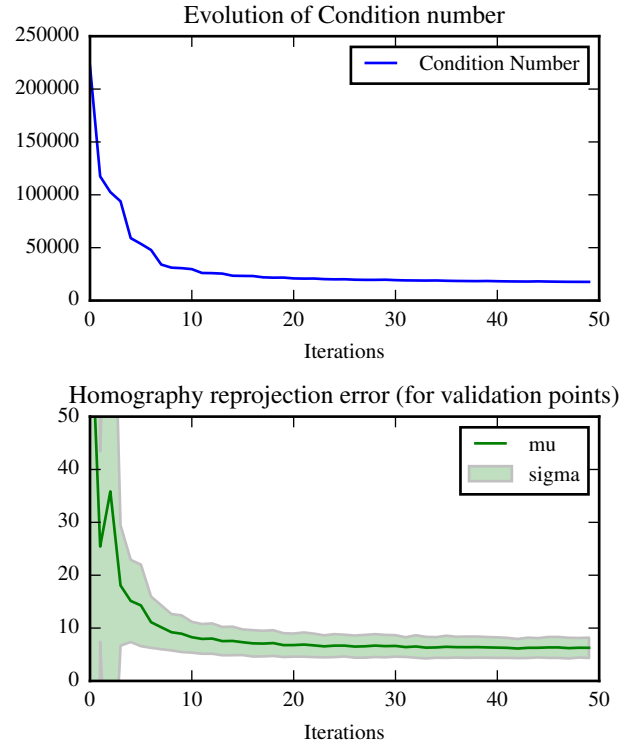 Evolution of Condition number
250000
200000
150000
100000
50000
0
Condition Number
0 10 20 30 40 50
Iterations
Homography reprojection error (for validation points)
50
40
30
20
10
0
mu
sigma
0 10 20 30 40 50
Iterations